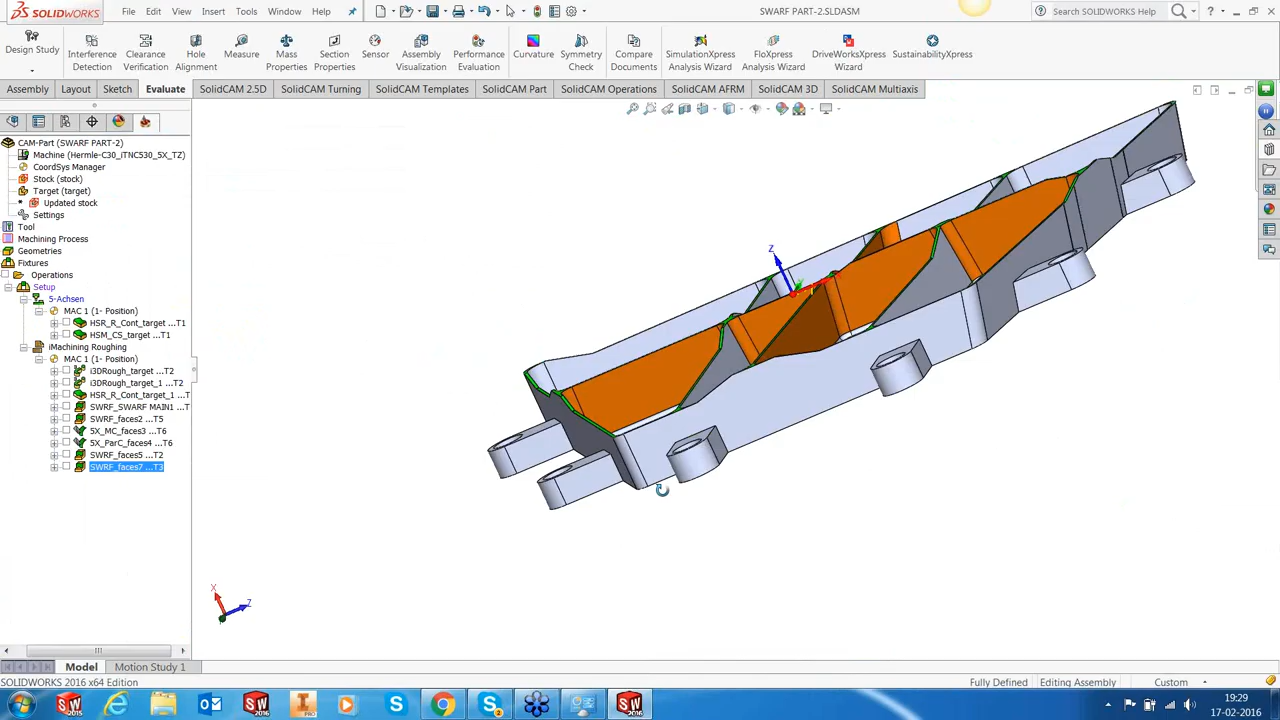 SOLIDWORKS File Edit View Insert Tools Window Help SWARF PART-2.SLDASM Search SOLIDWORKS Help
Design Study Interference Detection Clearance Verification Hole Alignment Measure Mass Properties Section Properties Sensor Assembly Visualization Performance Evaluation Curvature Symmetry Check Compare Documents SimulationXpress Analysis Wizard FloXpress Analysis Wizard DriveWorksXpress Wizard SustainabilityXpress
Assembly Layout Sketch Evaluate SolidCAM 2.5D SolidCAM Turning SolidCAM Templates SolidCAM Part SolidCAM Operations SolidCAM AFRM SolidCAM 3D SolidCAM Multiaxis
CAM-Part (SWARF PART-2)
Machine (Hermle-C30_iTNC530_5X_TZ)
CoordSys Manager
Stock (stock)
Target (target)
Updated stock
Settings
Tool
Machining Process
Geometries
Fixtures
Operations
Setup
5-Achsen
MAC 1 (1- Position)
HSR_R_Cont_target ...T1
HSM_CS_target ...T1
iMachining Roughing
MAC 1 (1- Position)
i3DRough_target ...T2
i3DRough_target_1 ...T2
HSR_R_Cont_target_1 ...T
SWRF_SWARF MAIN1 ...T
SWRF_faces2 ...T5
5X_MC_faces3 ...T6
5X_ParC_faces4 ...T6
SWRF_faces5 ...T2
SWRF_faces7 ...T3
Z
X
Z
Model Motion Study 1
SOLIDWORKS 2016 x64 Edition Fully Defined Editing Assembly Custom
19:29
17-02-2016